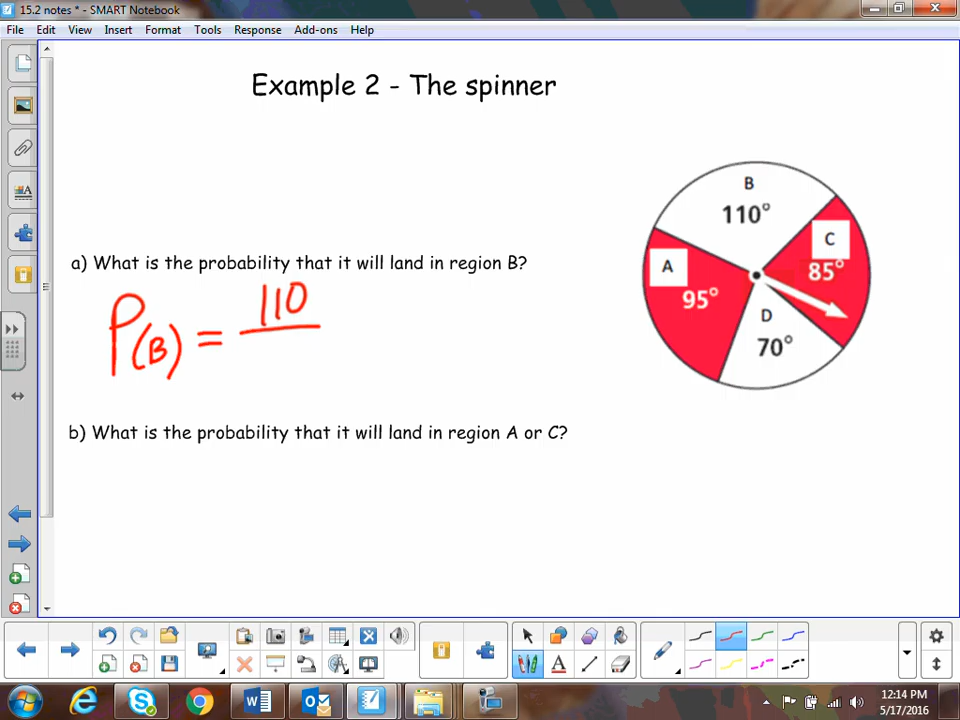 15.2 notes * - SMART Notebook
File Edit View Insert Format Tools Response Add-ons Help
Example 2 - The spinner
B
110°
C
85°
A
95°
D
70°
a) What is the probability that it will land in region B?
P(B) = 110
b) What is the probability that it will land in region A or C?
12:14 PM
5/17/2016